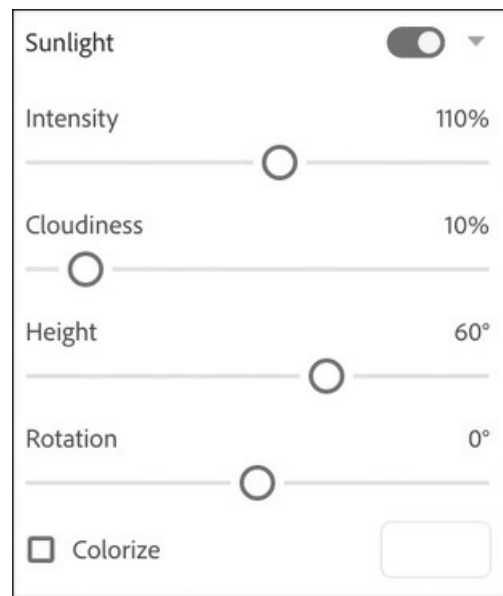 Sunlight
Intensity 110%
Cloudiness 10%
Height 60°
Rotation 0°
Colorize